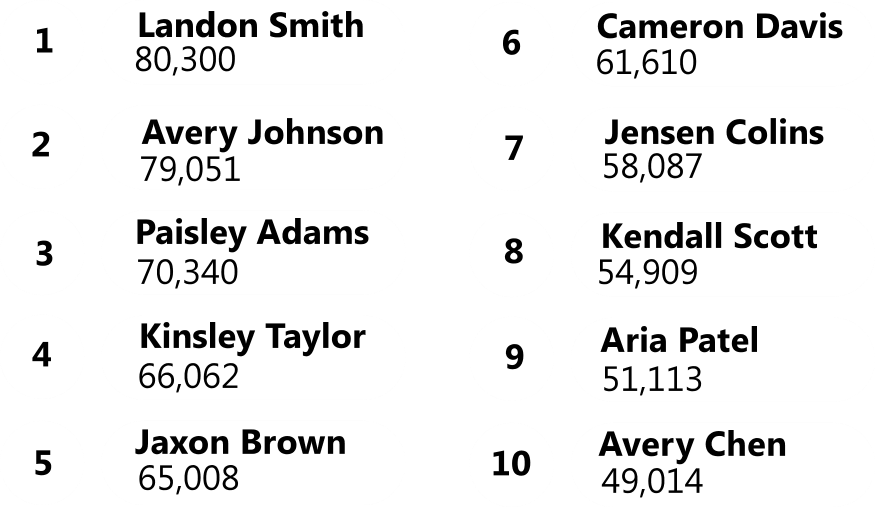 1
Landon Smith
80,300
2
Avery Johnson
79,051
3
Paisley Adams
70,340
4
Kinsley Taylor
66,062
5
Jaxon Brown
65,008
6
Cameron Davis
61,610
7
Jensen Colins
58,087
8
Kendall Scott
54,909
9
Aria Patel
51,113
10
Avery Chen
49,014